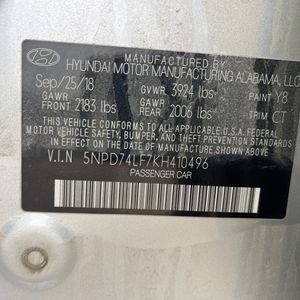 HYUNDAI MOTOR MANUFACTURING ALABAMA, LLC
Sep/25/18 GVWR 3924 lbs PAINT Y8
GAWR FRONT 2183 lbs GAWR REAR 2006 lbs TRIM CT
THIS VEHICLE CONFORMS TO ALL APPLICABLE
U.S. FEDERAL MOTOR VEHICLE SAFETY, BUMPER,
AND THEFT PREVENTION STANDARDS
IN EFFECT ON THE DATE OF MANUFACTURE
SHOWN ABOVE.
V.I.N 5NPD74LF7KH410496
PASSENGER CAR